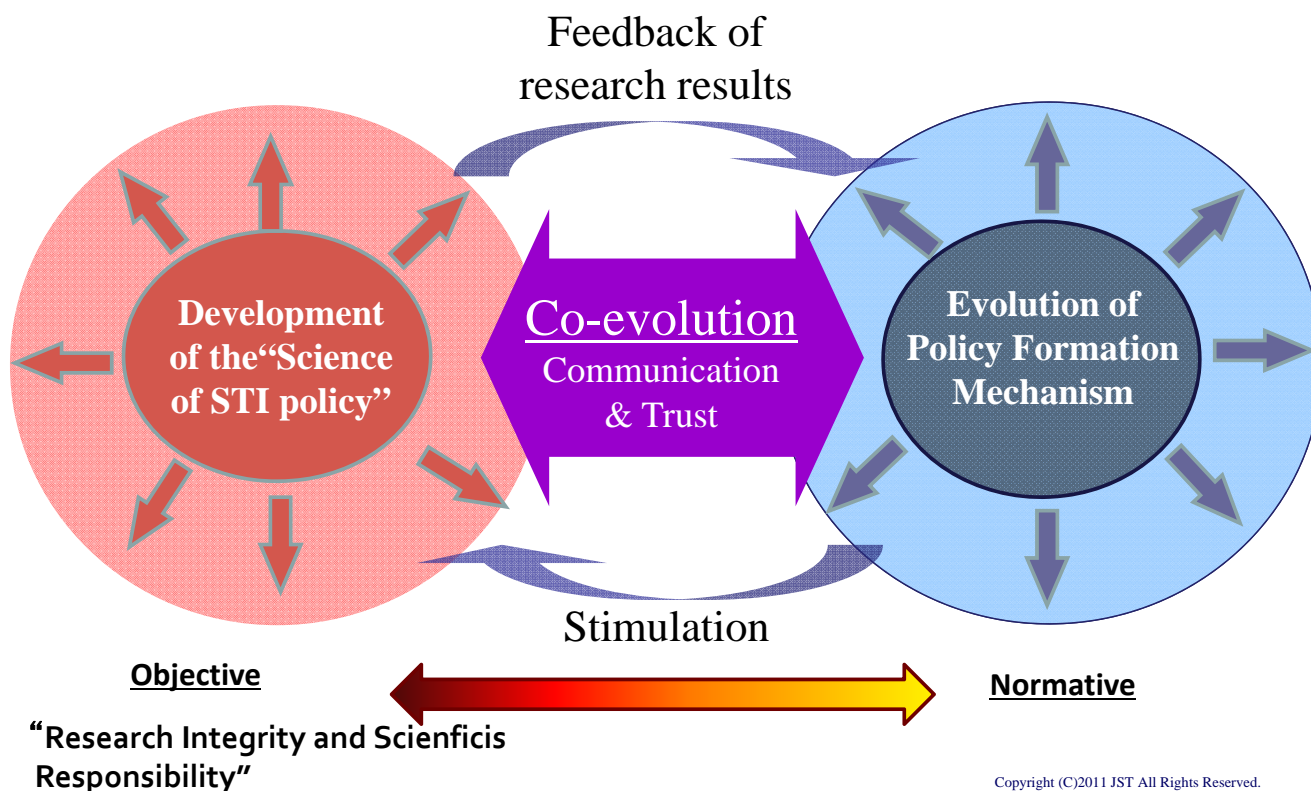 Feedback of
research results
Development
of the“Science
of STI policy”
Co-evolution
Communication
& Trust
Evolution of
Policy Formation
Mechanism
Stimulation
Objective
Normative
“Research Integrity and Scienficis
Responsibility”
Copyright (C)2011 JST All Rights Reserved.